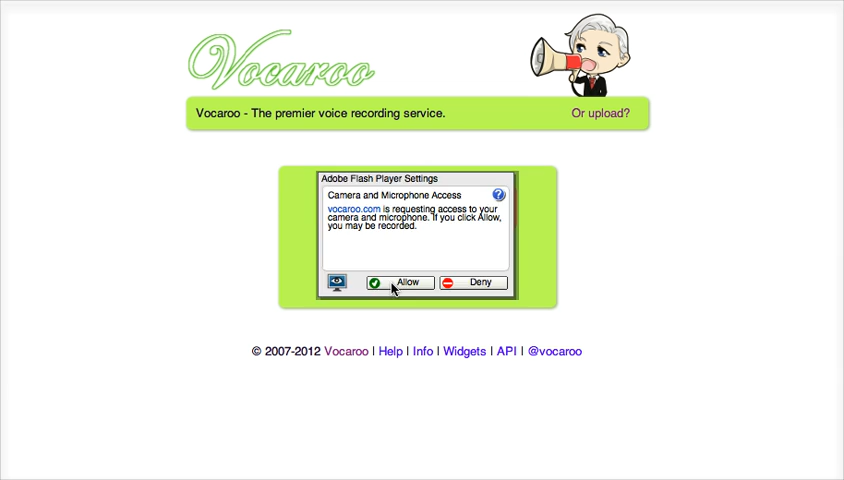 Vocaroo
Vocaroo - The premier voice recording service. Or upload?
Adobe Flash Player Settings
Camera and Microphone Access
vocaroo.com is requesting access to your
camera and microphone. If you click Allow,
you may be recorded.
Allow Deny
© 2007-2012 Vocaroo | Help | Info | Widgets | API | @vocaroo